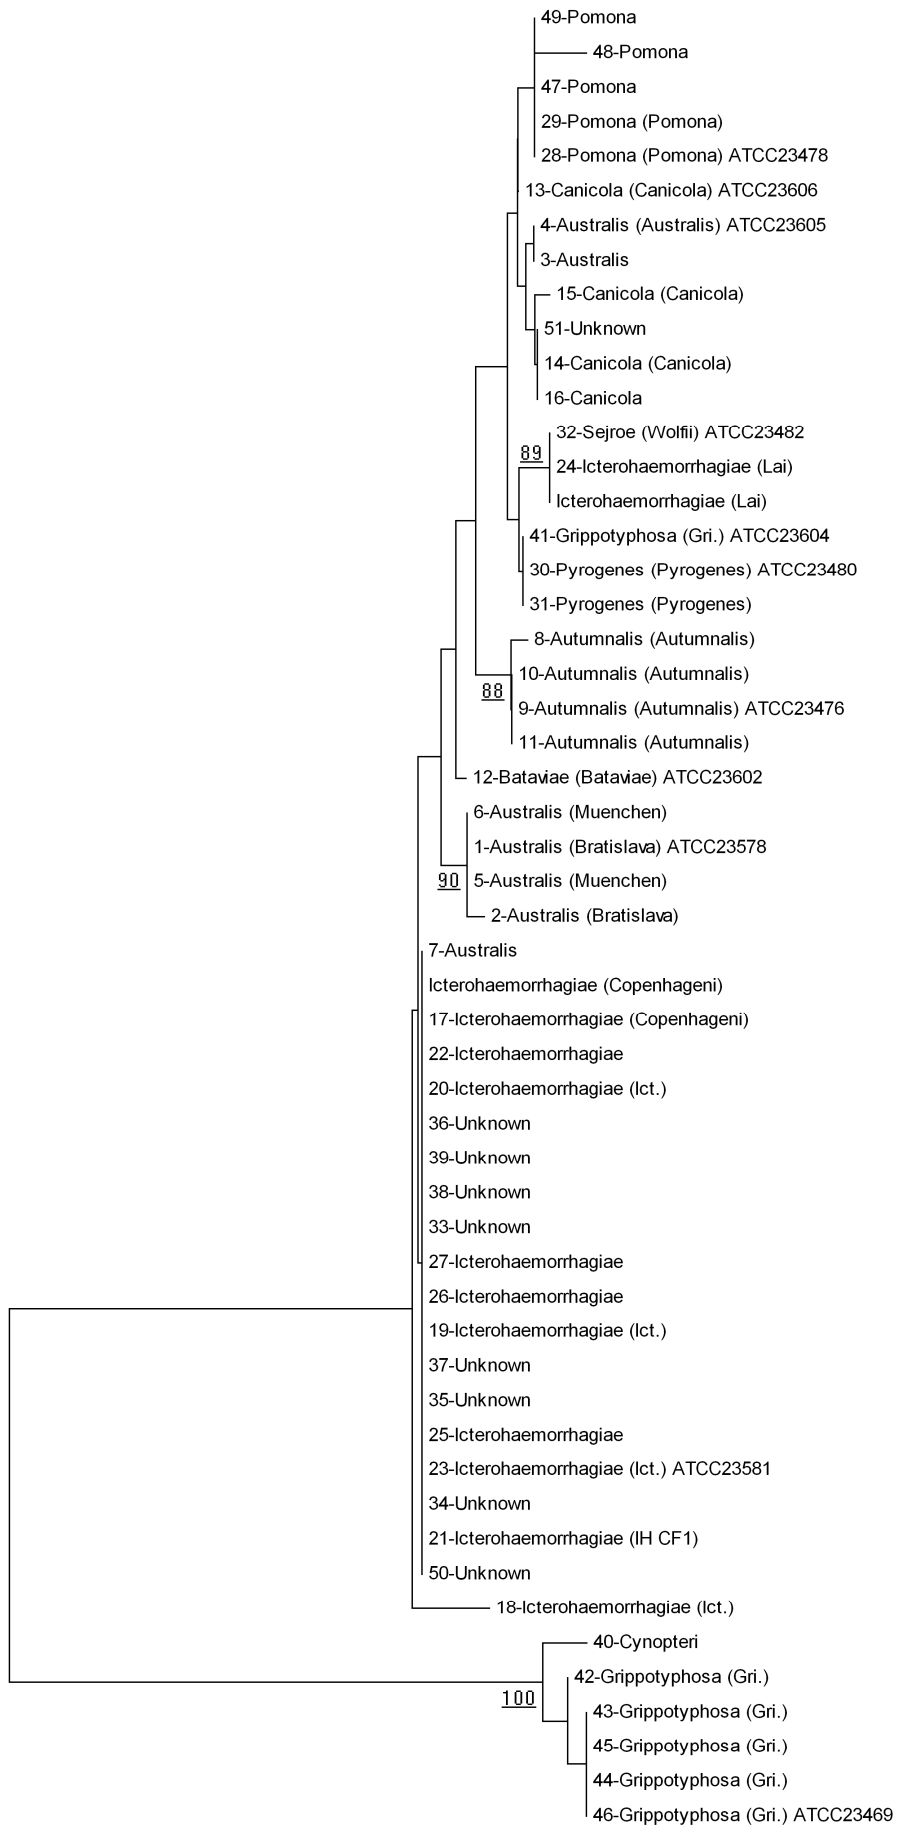 49-Pomona
48-Pomona
47-Pomona
29-Pomona (Pomona)
28-Pomona (Pomona) ATCC23478
13-Canicola (Canicola) ATCC23606
4-Australis (Australis) ATCC23605
3-Australis
15-Canicola (Canicola)
51-Unknown
14-Canicola (Canicola)
16-Canicola
32-Sejroe (Wolfii) ATCC23482
89
24-Icterohaemorrhagiae (Lai)
Icterohaemorrhagiae (Lai)
41-Grippotyphosa (Gri.) ATCC23604
30-Pyrogenes (Pyrogenes) ATCC23480
31-Pyrogenes (Pyrogenes)
8-Autumnalis (Autumnalis)
10-Autumnalis (Autumnalis)
88
9-Autumnalis (Autumnalis) ATCC23476
11-Autumnalis (Autumnalis)
12-Bataviae (Bataviae) ATCC23602
6-Australis (Muenchen)
1-Australis (Bratislava) ATCC23578
90
5-Australis (Muenchen)
2-Australis (Bratislava)
7-Australis
Icterohaemorrhagiae (Copenhageni)
17-Icterohaemorrhagiae (Copenhageni)
22-Icterohaemorrhagiae
20-Icterohaemorrhagiae (Ict.)
36-Unknown
39-Unknown
38-Unknown
33-Unknown
27-Icterohaemorrhagiae
26-Icterohaemorrhagiae
19-Icterohaemorrhagiae (Ict.)
37-Unknown
35-Unknown
25-Icterohaemorrhagiae
23-Icterohaemorrhagiae (Ict.) ATCC23581
34-Unknown
21-Icterohaemorrhagiae (IH CF1)
50-Unknown
18-Icterohaemorrhagiae (Ict.)
40-Cynopteri
42-Grippotyphosa (Gri.)
100
43-Grippotyphosa (Gri.)
45-Grippotyphosa (Gri.)
44-Grippotyphosa (Gri.)
46-Grippotyphosa (Gri.) ATCC23469